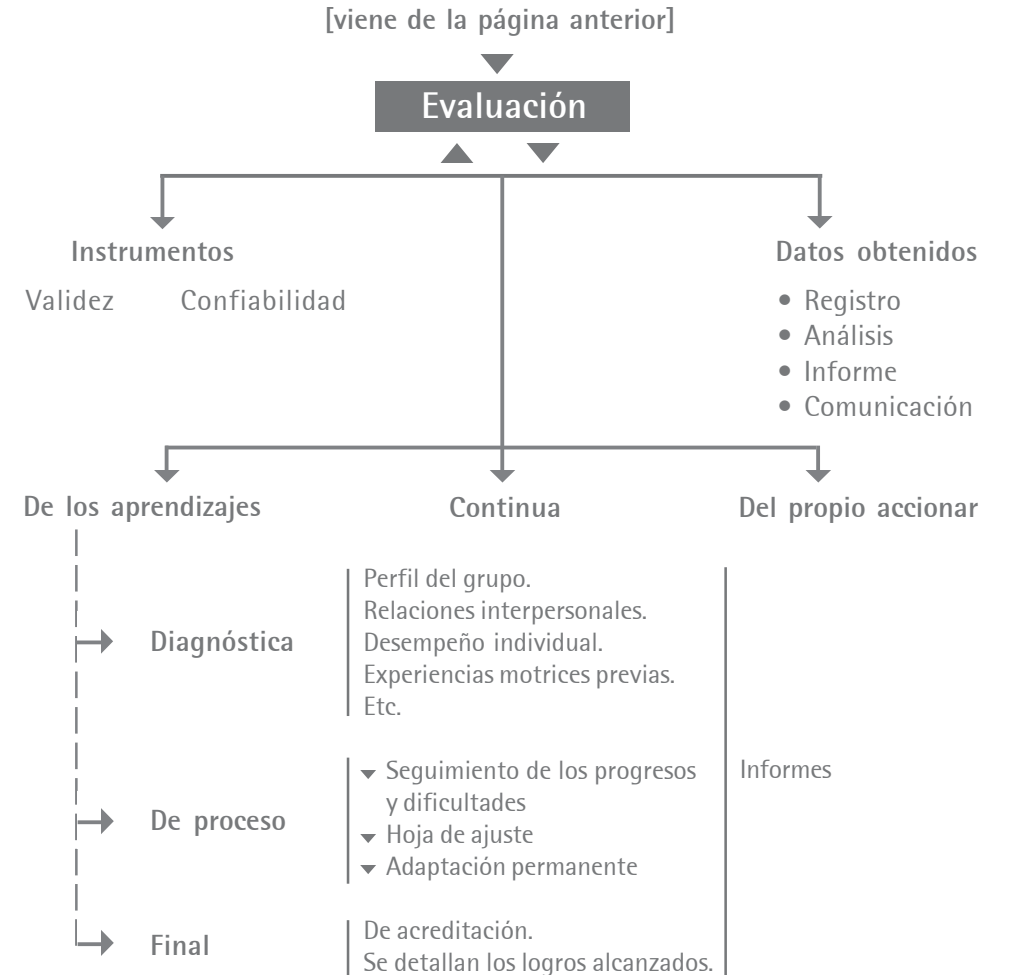 [viene de la página anterior]
Evaluación
Instrumentos
Validez Confiabilidad
Datos obtenidos
• Registro
• Análisis
• Informe
• Comunicación
De los aprendizajes
Continua
Del propio accionar
Diagnóstica
Perfil del grupo.
Relaciones interpersonales.
Desempeño individual.
Experiencias motrices previas.
Etc.
De proceso
Seguimiento de los progresos
y dificultades
Hoja de ajuste
Adaptación permanente
Informes
Final
De acreditación.
Se detallan los logros alcanzados.